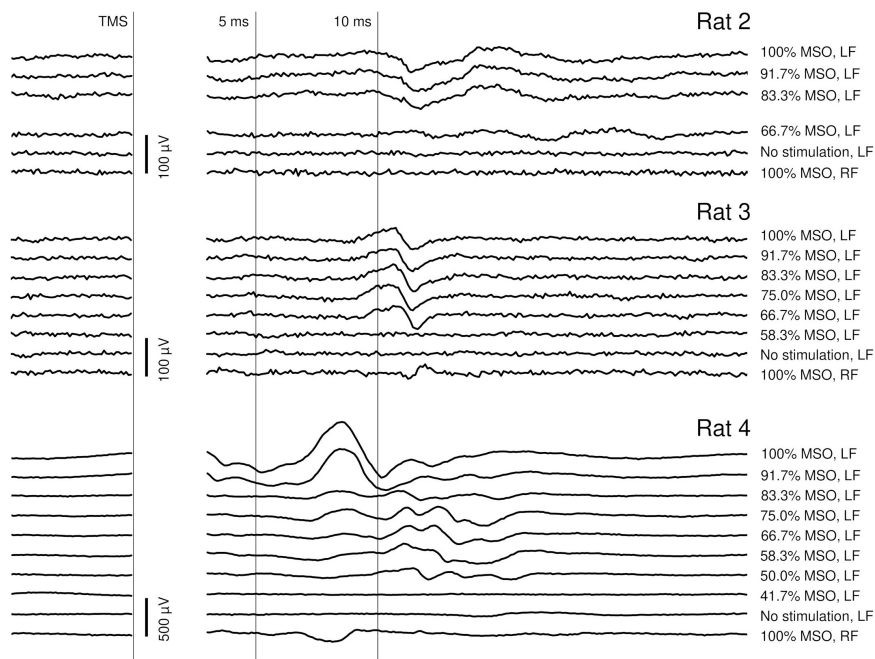 TMS 5 ms 10 ms Rat 2
100% MSO, LF
91.7% MSO, LF
83.3% MSO, LF
66.7% MSO, LF
No stimulation, LF
100% MSO, RF
100 µV
Rat 3
100% MSO, LF
91.7% MSO, LF
83.3% MSO, LF
75.0% MSO, LF
66.7% MSO, LF
58.3% MSO, LF
No stimulation, LF
100% MSO, RF
100 µV
Rat 4
100% MSO, LF
91.7% MSO, LF
83.3% MSO, LF
75.0% MSO, LF
66.7% MSO, LF
58.3% MSO, LF
50.0% MSO, LF
41.7% MSO, LF
No stimulation, LF
100% MSO, RF
500 µV